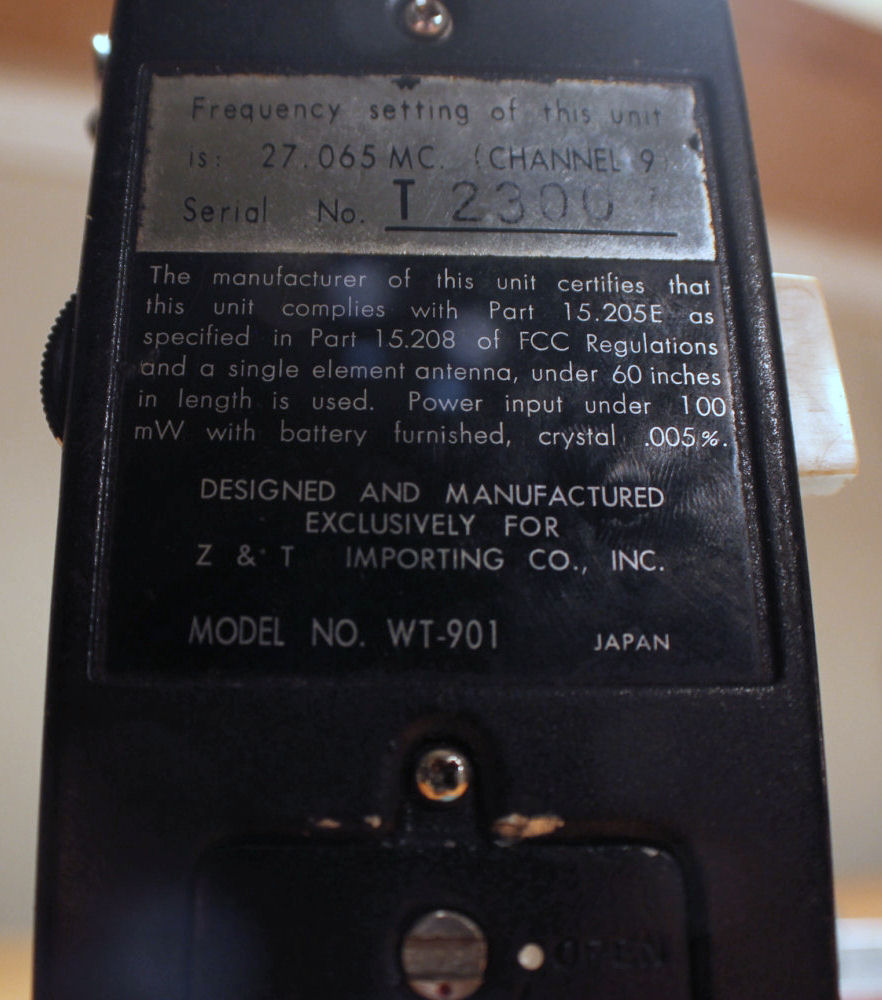 Frequency setting of this unit
is: 27.065 MC. (CHANNEL 9)
Serial No. T 2300
The manufacturer of this unit certifies that
this unit complies with Part 15.205E as
specified in Part 15.208 of FCC Regulations
and a single element antenna, under 60 inches
in length is used. Power input under 100
mW with battery furnished, crystal .005%.
DESIGNED AND MANUFACTURED
EXCLUSIVELY FOR
Z & T IMPORTING CO., INC.
MODEL NO. WT-901 JAPAN
OPEN